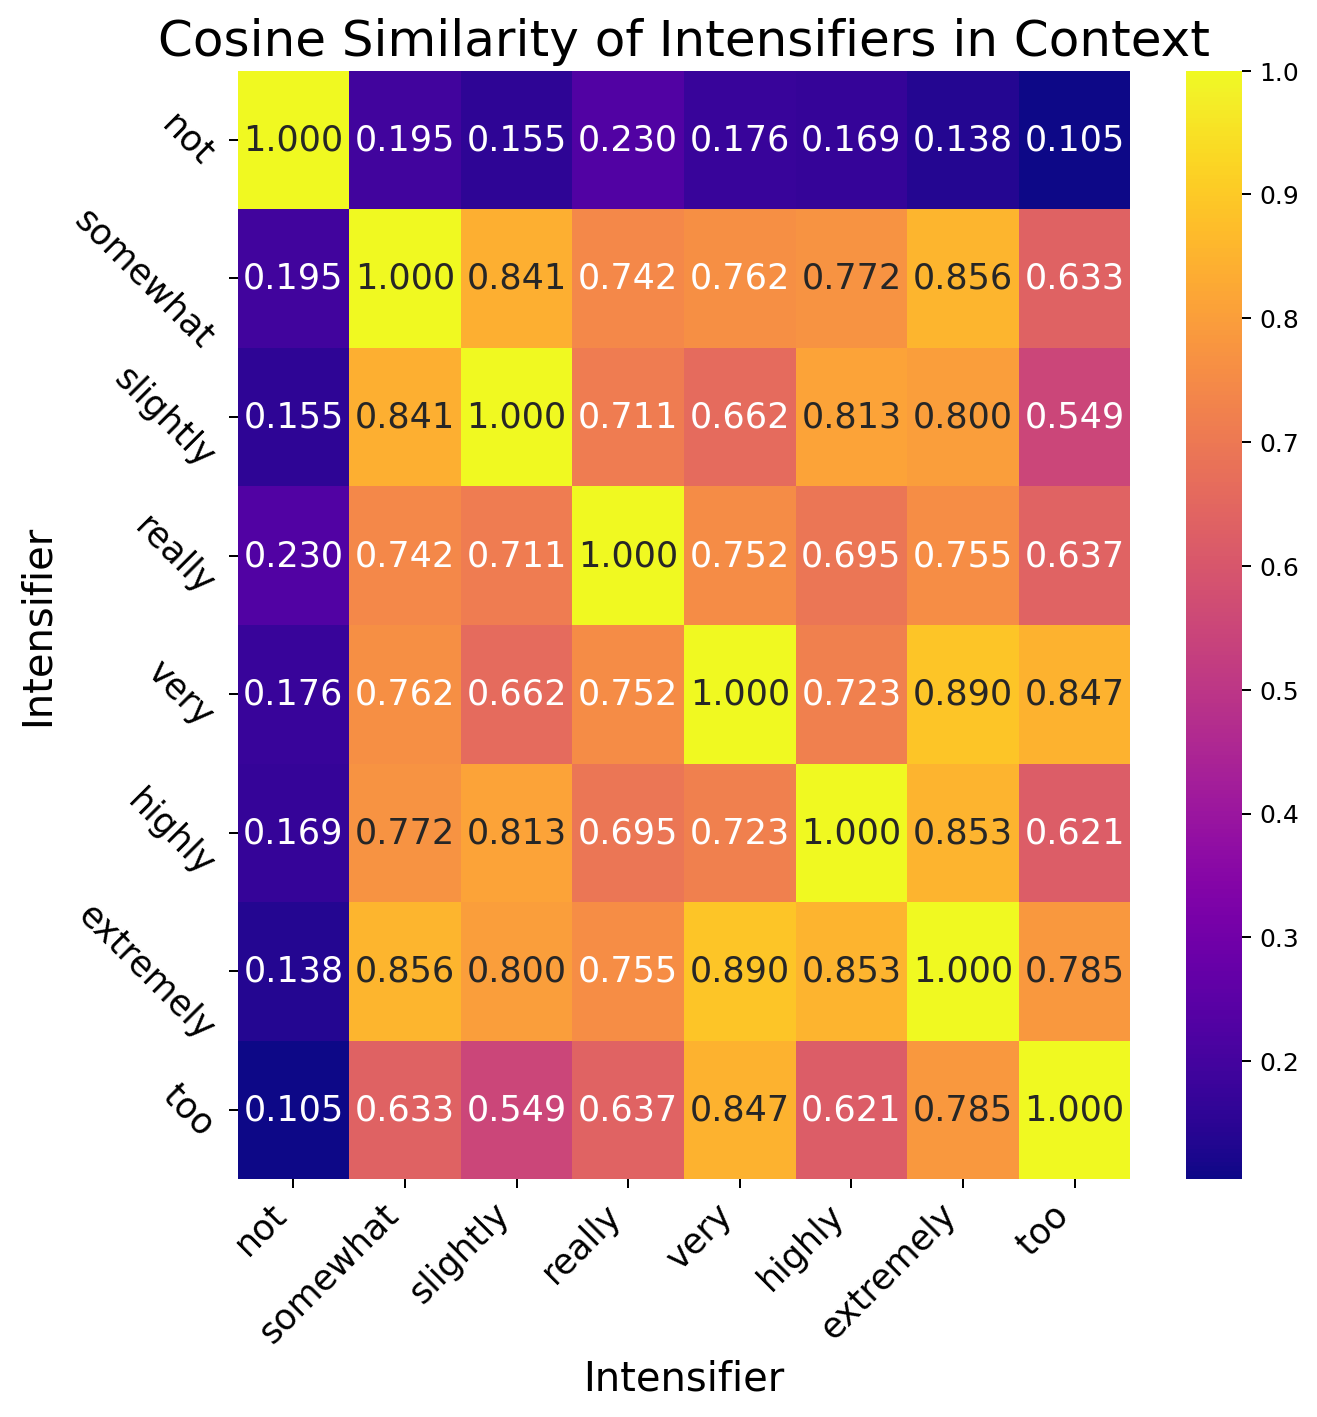 Cosine Similarity of Intensifiers in Context
not 1.000 0.195 0.155 0.230 0.176 0.169 0.138 0.105
somewhat 0.195 1.000 0.841 0.742 0.762 0.772 0.856 0.633
slightly 0.155 0.841 1.000 0.711 0.662 0.813 0.800 0.549
really 0.230 0.742 0.711 1.000 0.752 0.695 0.755 0.637
very 0.176 0.762 0.662 0.752 1.000 0.723 0.890 0.847
highly 0.169 0.772 0.813 0.695 0.723 1.000 0.853 0.621
extremely 0.138 0.856 0.800 0.755 0.890 0.853 1.000 0.785
too 0.105 0.633 0.549 0.637 0.847 0.621 0.785 1.000
not somewhat slightly really very highly extremely too
Intensifier
Intensifier
1.0
0.9
0.8
0.7
0.6
0.5
0.4
0.3
0.2